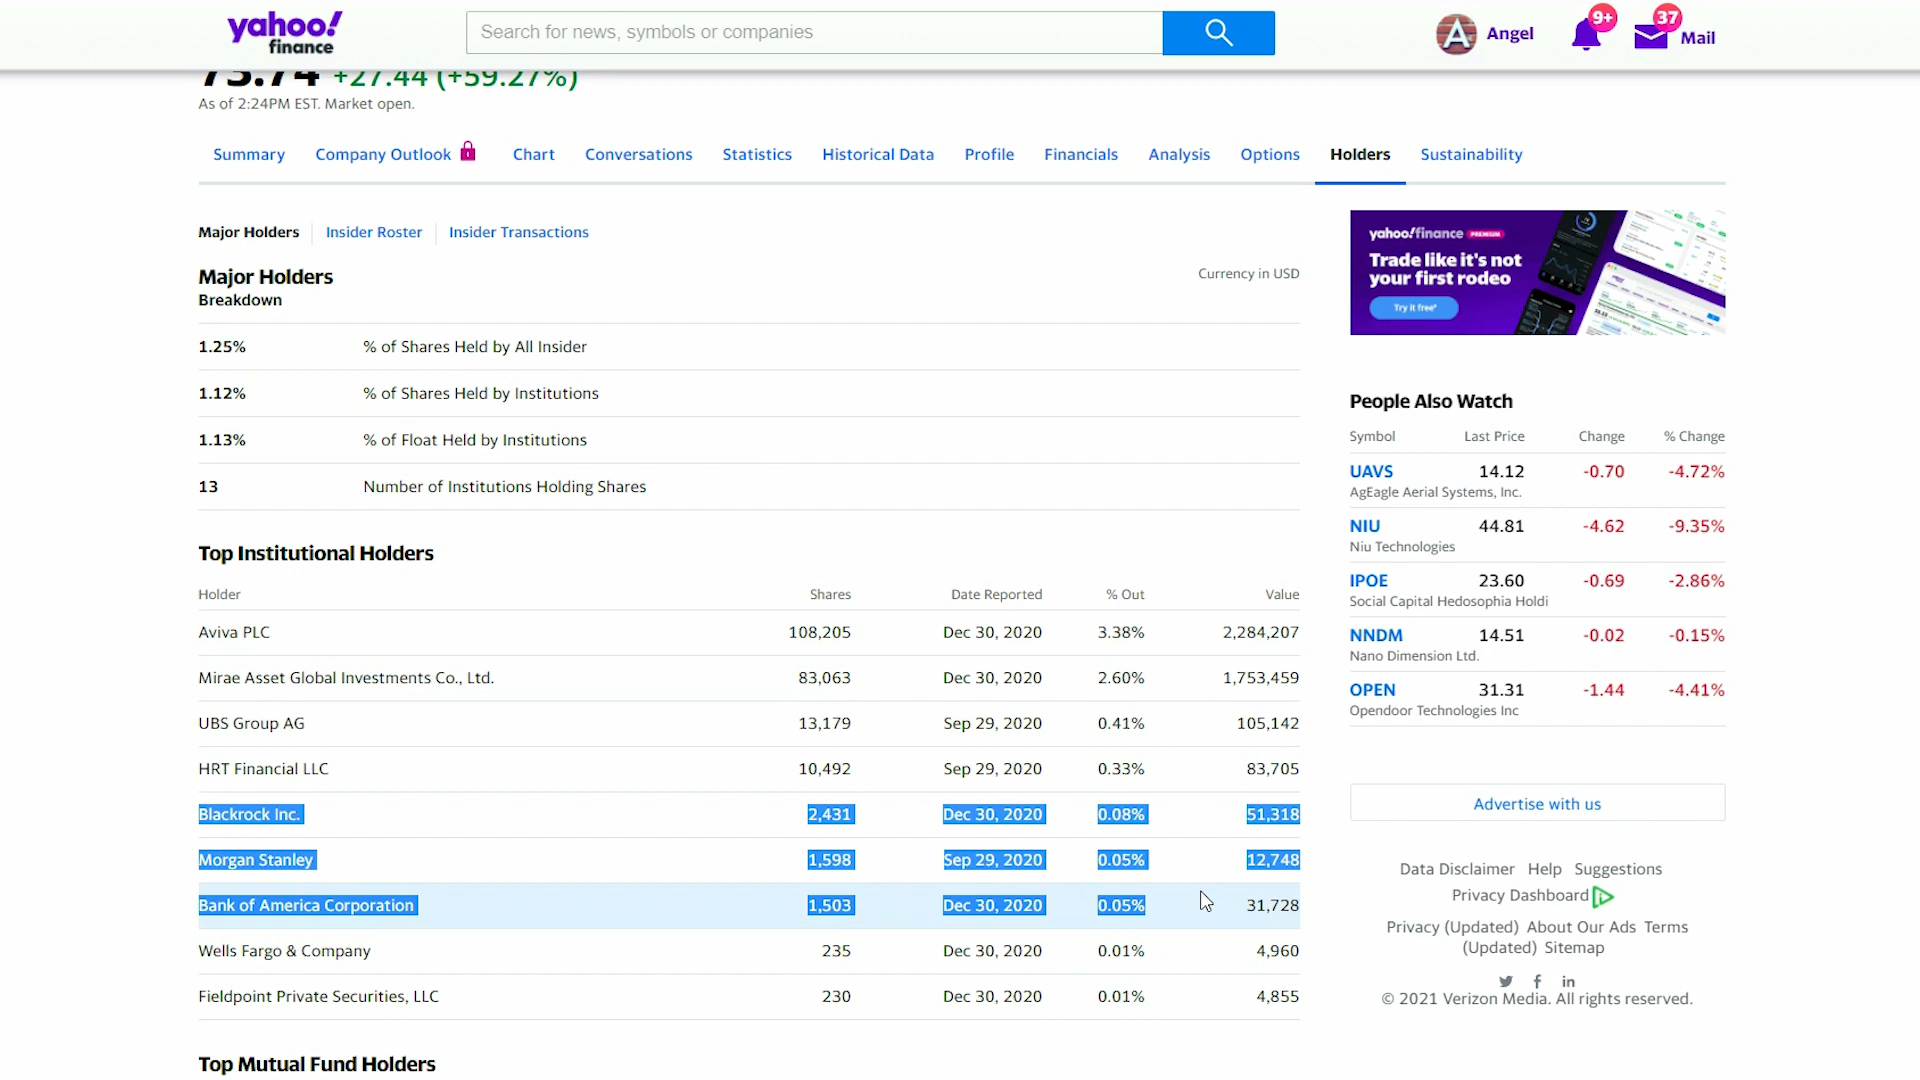 yahoo!
finance
Search for news, symbols or companies
Angel
9+
37
Mail
73.74 +27.44 (+59.27%)
As of 2:24PM EST. Market open.
Summary Company Outlook Chart Conversations Statistics Historical Data Profile Financials Analysis Options Holders Sustainability
Major Holders Insider Roster Insider Transactions
Major Holders Currency in USD
Breakdown
1.25% % of Shares Held by All Insider
1.12% % of Shares Held by Institutions
1.13% % of Float Held by Institutions
13 Number of Institutions Holding Shares
Top Institutional Holders
Holder Shares Date Reported % Out Value
Aviva PLC 108,205 Dec 30, 2020 3.38% 2,284,207
Mirae Asset Global Investments Co., Ltd. 83,063 Dec 30, 2020 2.60% 1,753,459
UBS Group AG 13,179 Sep 29, 2020 0.41% 105,142
HRT Financial LLC 10,492 Sep 29, 2020 0.33% 83,705
Blackrock Inc. 2,431 Dec 30, 2020 0.08% 51,318
Morgan Stanley 1,598 Sep 29, 2020 0.05% 12,748
Bank of America Corporation 1,503 Dec 30, 2020 0.05% 31,728
Wells Fargo & Company 235 Dec 30, 2020 0.01% 4,960
Fieldpoint Private Securities, LLC 230 Dec 30, 2020 0.01% 4,855
Top Mutual Fund Holders
yahoo!finance PREMIUM
Trade like it's not
your first rodeo
Try it free*
People Also Watch
Symbol Last Price Change % Change
UAVS 14.12 -0.70 -4.72%
AgEagle Aerial Systems, Inc.
NIU 44.81 -4.62 -9.35%
Niu Technologies
IPOE 23.60 -0.69 -2.86%
Social Capital Hedosophia Holdi
NNDM 14.51 -0.02 -0.15%
Nano Dimension Ltd.
OPEN 31.31 -1.44 -4.41%
Opendoor Technologies Inc
Advertise with us
Data Disclaimer Help Suggestions
Privacy Dashboard
Privacy (Updated) About Our Ads Terms
(Updated) Sitemap
© 2021 Verizon Media. All rights reserved.